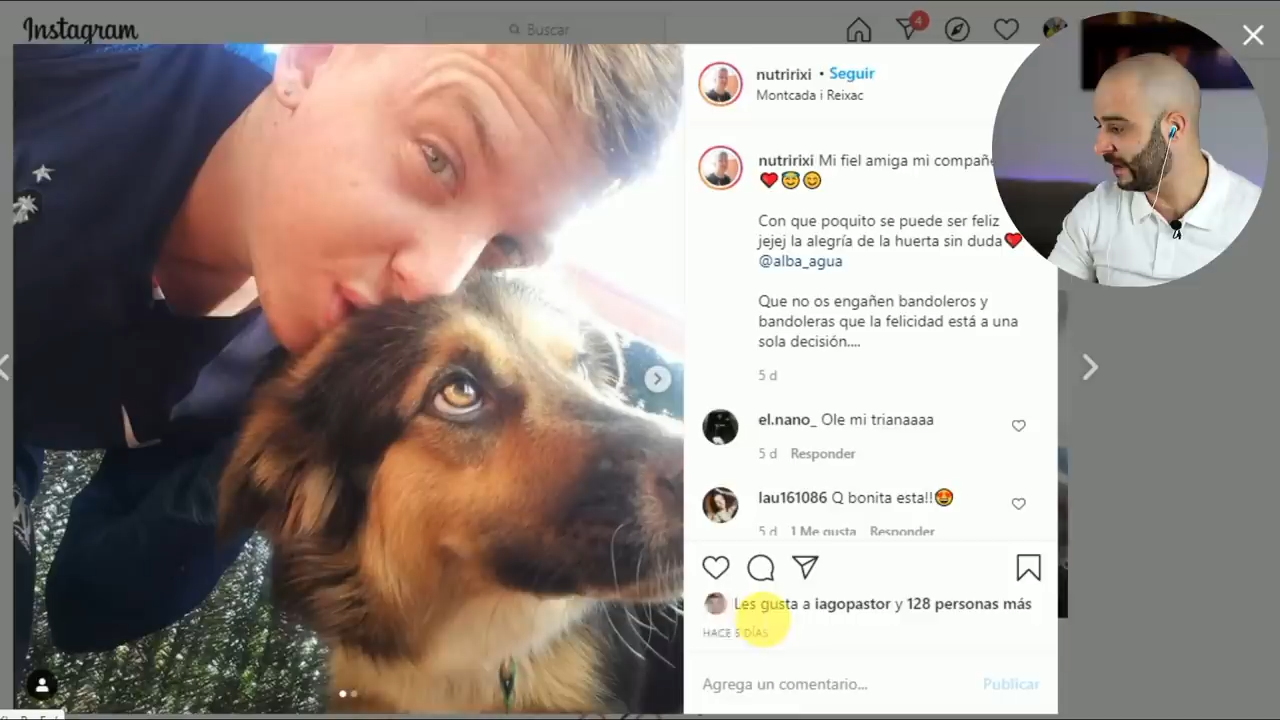 Instagram
Buscar
4
nutririxi • Seguir
Montcada i Reixac
nutririxi Mi fiel amiga mi compañe
❤️😇😊
Con que poquito se puede ser feliz
jejej la alegría de la huerta sin duda❤️
@alba_agua
Que no os engañen bandoleros y
bandoleras que la felicidad está a una
sola decisión....
5 d
el.nano_ Ole mi trianaaaa
5 d Responder
lau161086 Q bonita esta!!🤩
5 d 1 Me gusta Responder
Les gusta a iagopastor y 128 personas más
HACE 5 DÍAS
Agrega un comentario...
Publicar